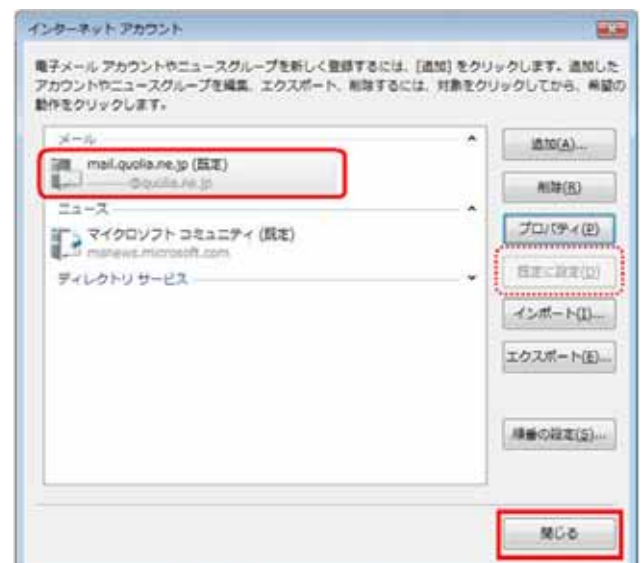 インターネット アカウント
電子メール アカウントやニュースグループを新しく登録するには、[追加] をクリックします。追加した
アカウントやニュースグループを編集、エクスポート、削除するには、対象をクリックしてから、希望の
動作をクリックします。
メール
mail.quolia.ne.jp (既定)
@quolia.ne.jp
ニュース
マイクロソフト コミュニティ (既定)
msnews.microsoft.com
ディレクトリ サービス
追加(A)...
削除(R)
プロパティ(P)
既定に設定(D)
インポート(I)...
エクスポート(E)...
順番の設定(S)...
閉じる